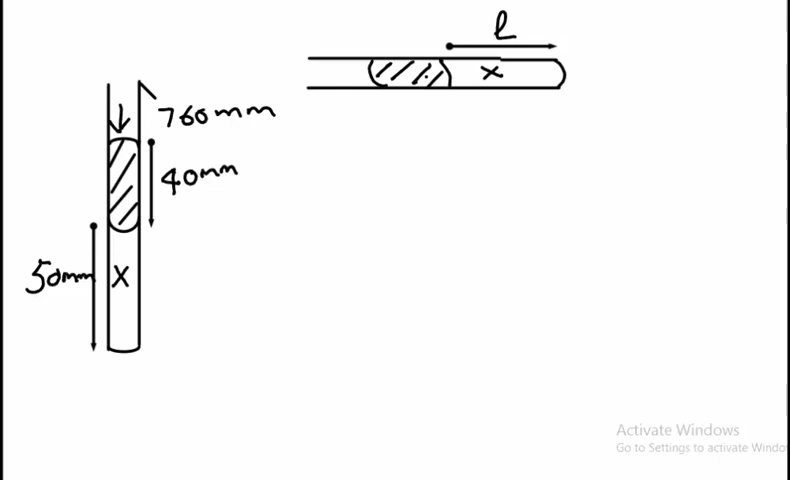 l
760mm
40mm
50mm X
x
Activate Windows
Go to Settings to activate Windo